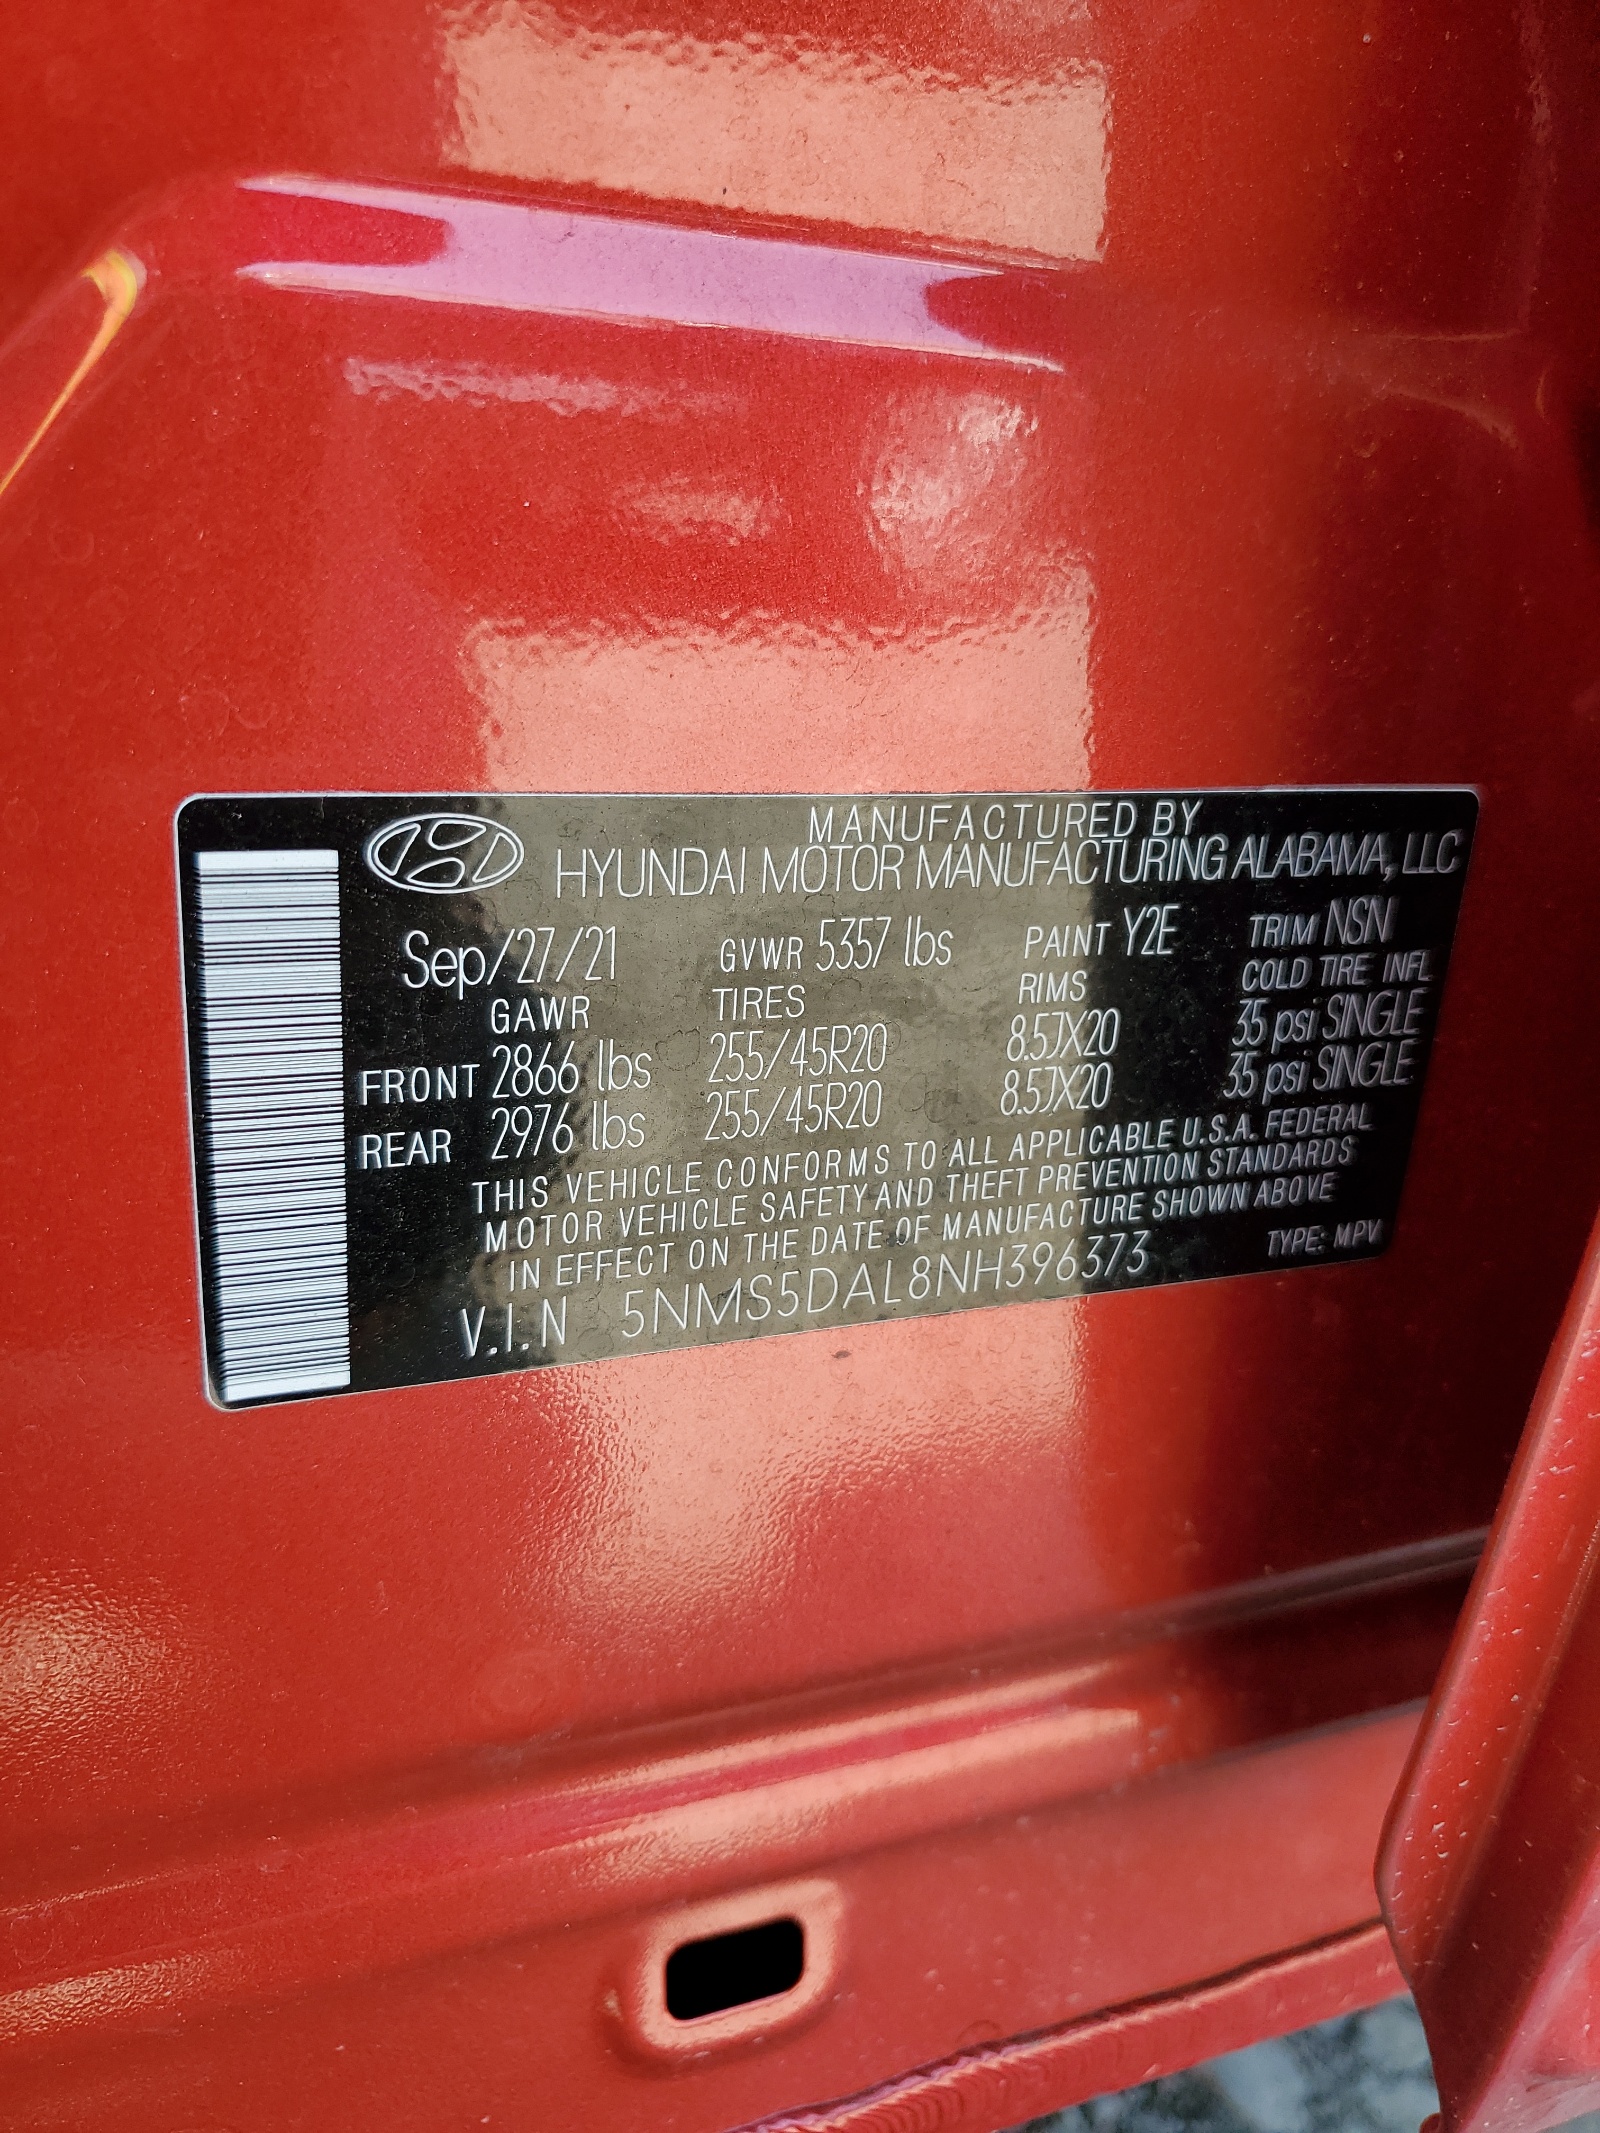 MANUFACTURED BY
HYUNDAI MOTOR MANUFACTURING ALABAMA, LLC
Sep/27/21 GVWR 5357 lbs PAINT Y2E TRIM NSN
GAWR TIRES RIMS COLD TIRE INFL
FRONT 2866 lbs 255/45R20 8.5JX20 35 psi SINGLE
REAR 2976 lbs 255/45R20 8.5JX20 35 psi SINGLE
THIS VEHICLE CONFORMS TO ALL APPLICABLE U.S.A. FEDERAL
MOTOR VEHICLE SAFETY AND THEFT PREVENTION STANDARDS
IN EFFECT ON THE DATE OF MANUFACTURE SHOWN ABOVE
V.I.N 5NMS5DAL8NH396373 TYPE: MPV